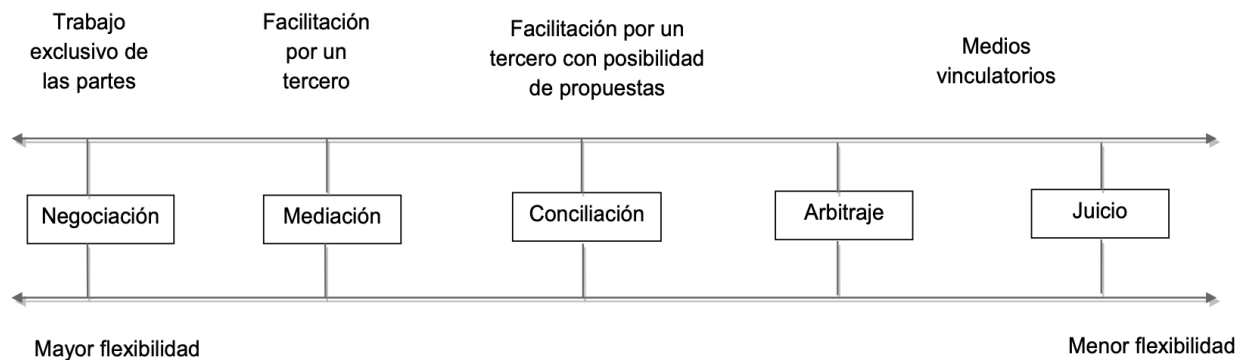 Trabajo
exclusivo de
las partes
Facilitación
por un
tercero
Facilitación por un
tercero con posibilidad
de propuestas
Medios
vinculatorios
Negociación
Mediación
Conciliación
Arbitraje
Juicio
Mayor flexibilidad
Menor flexibilidad